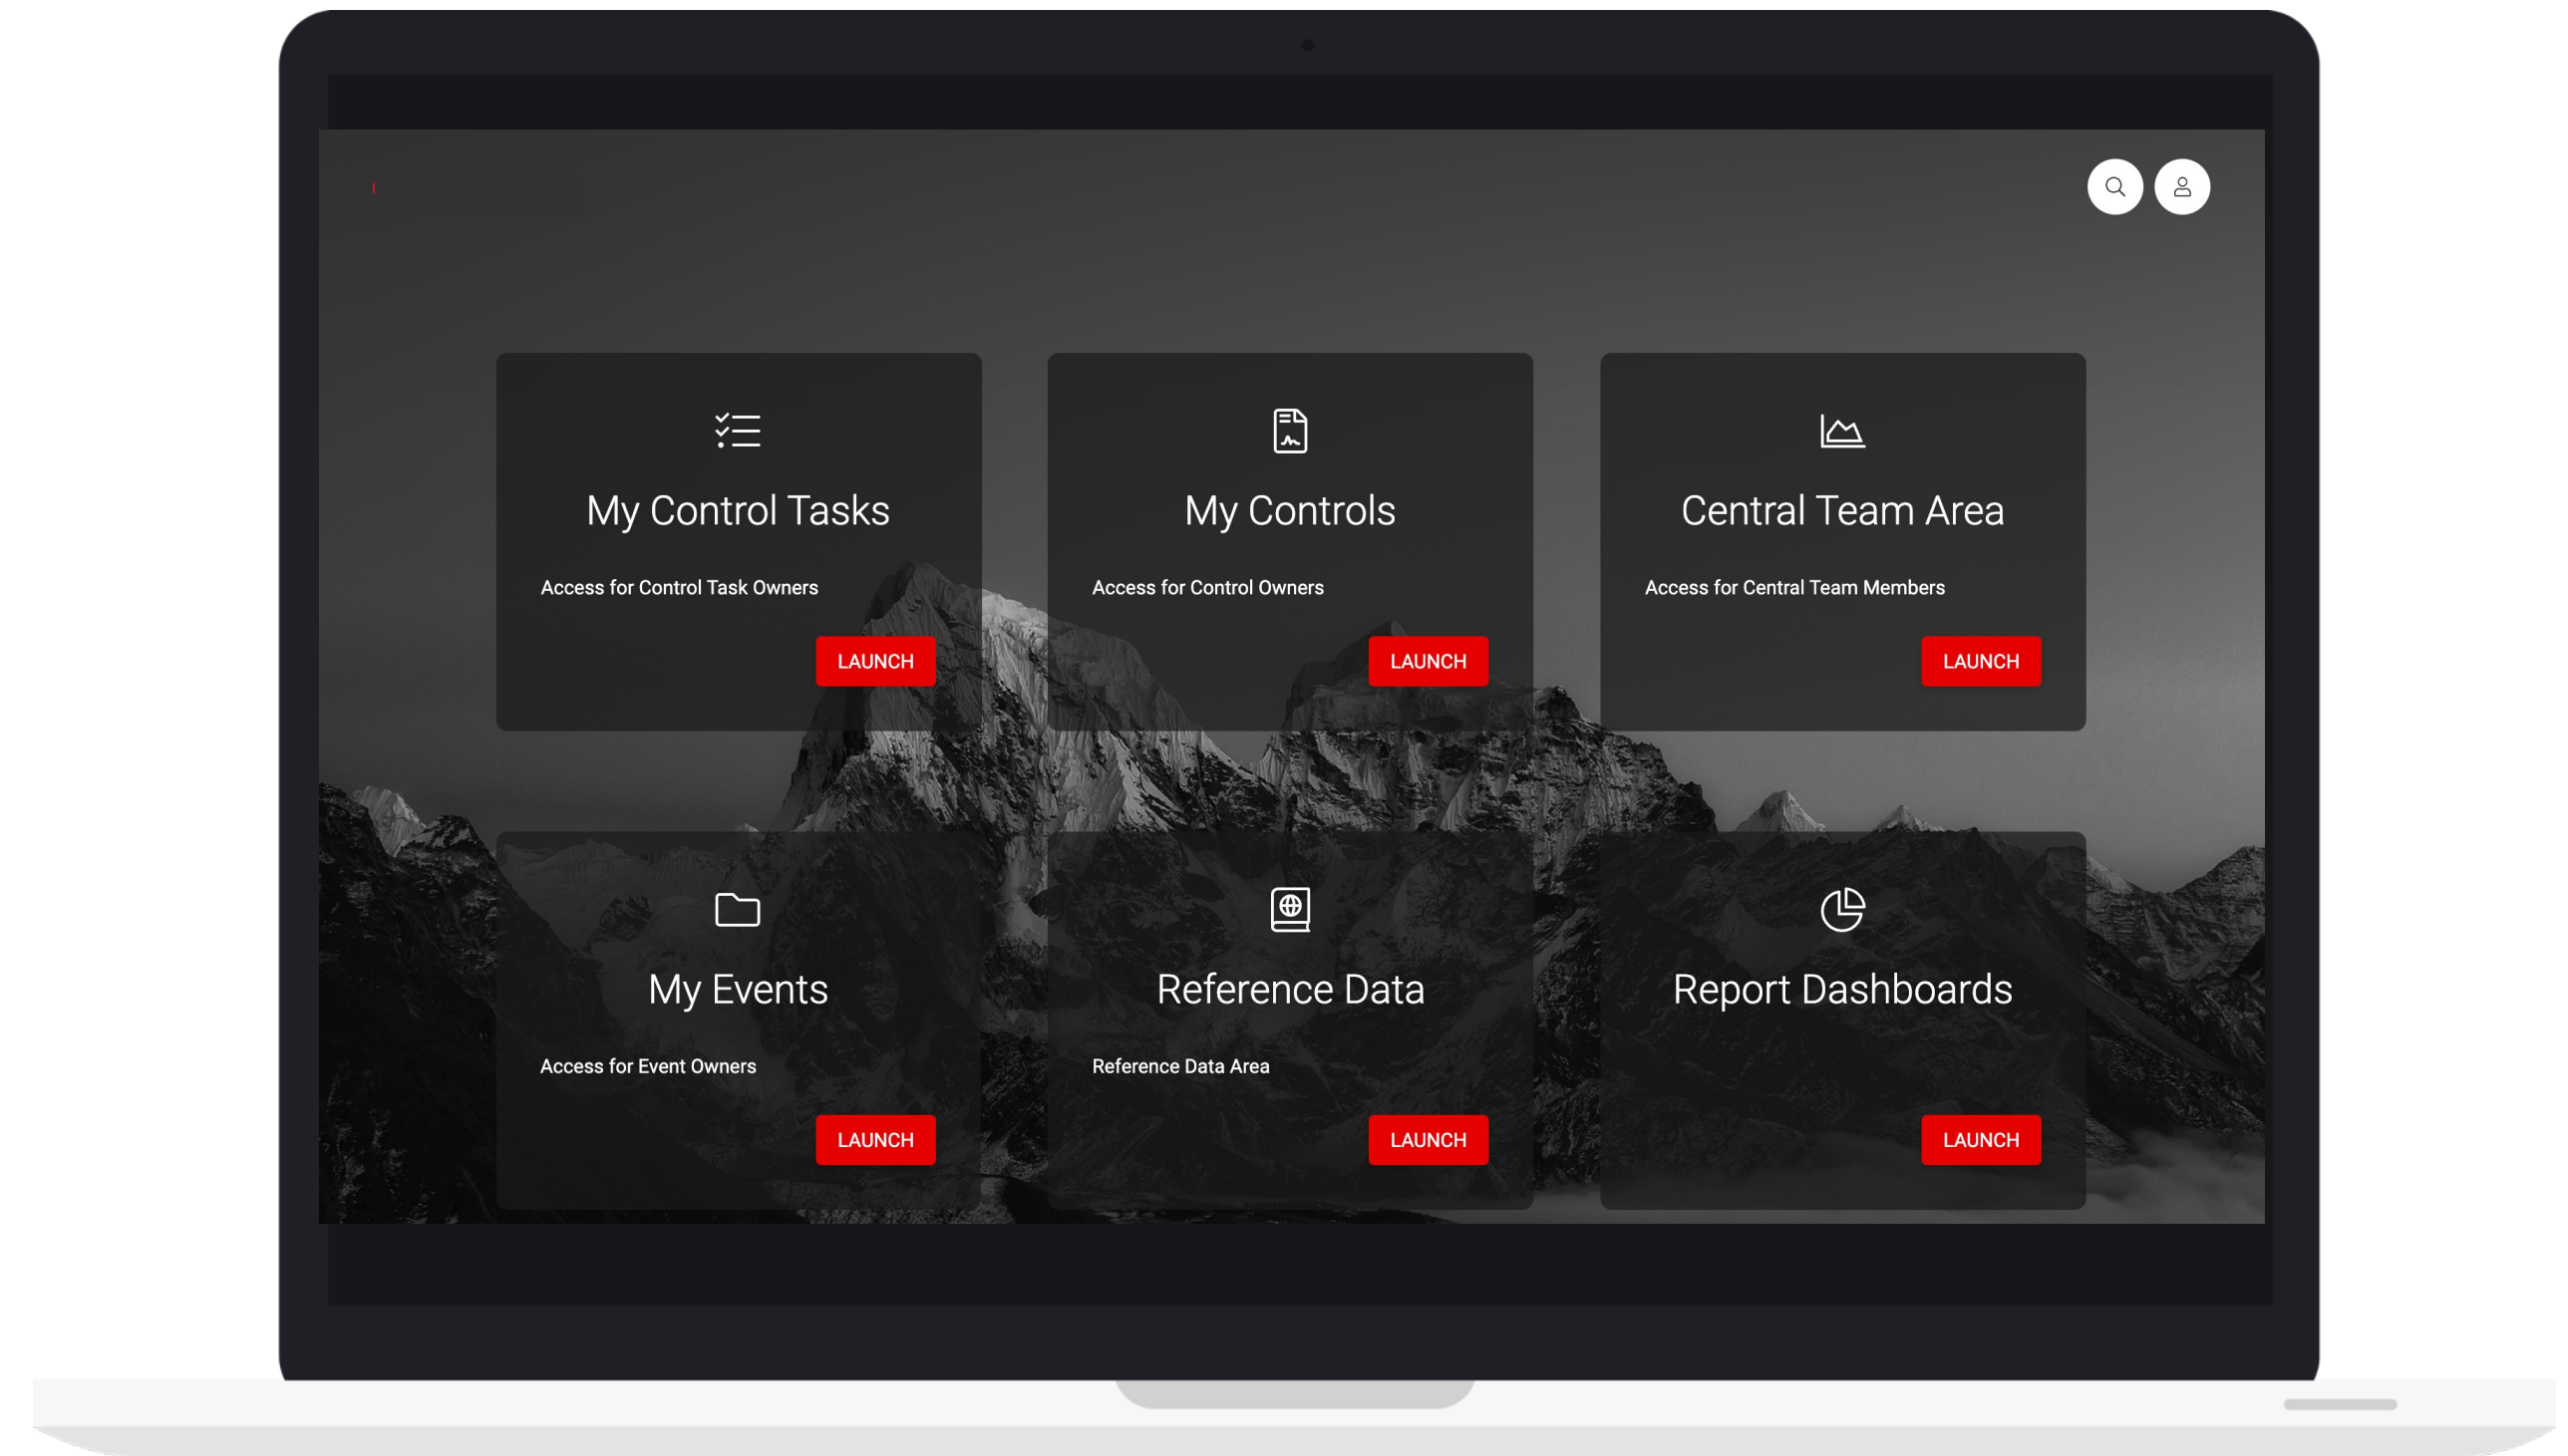 My Control Tasks
Access for Control Task Owners
LAUNCH
My Controls
Access for Control Owners
LAUNCH
Central Team Area
Access for Central Team Members
LAUNCH
My Events
Access for Event Owners
LAUNCH
Reference Data
Reference Data Area
LAUNCH
Report Dashboards
LAUNCH